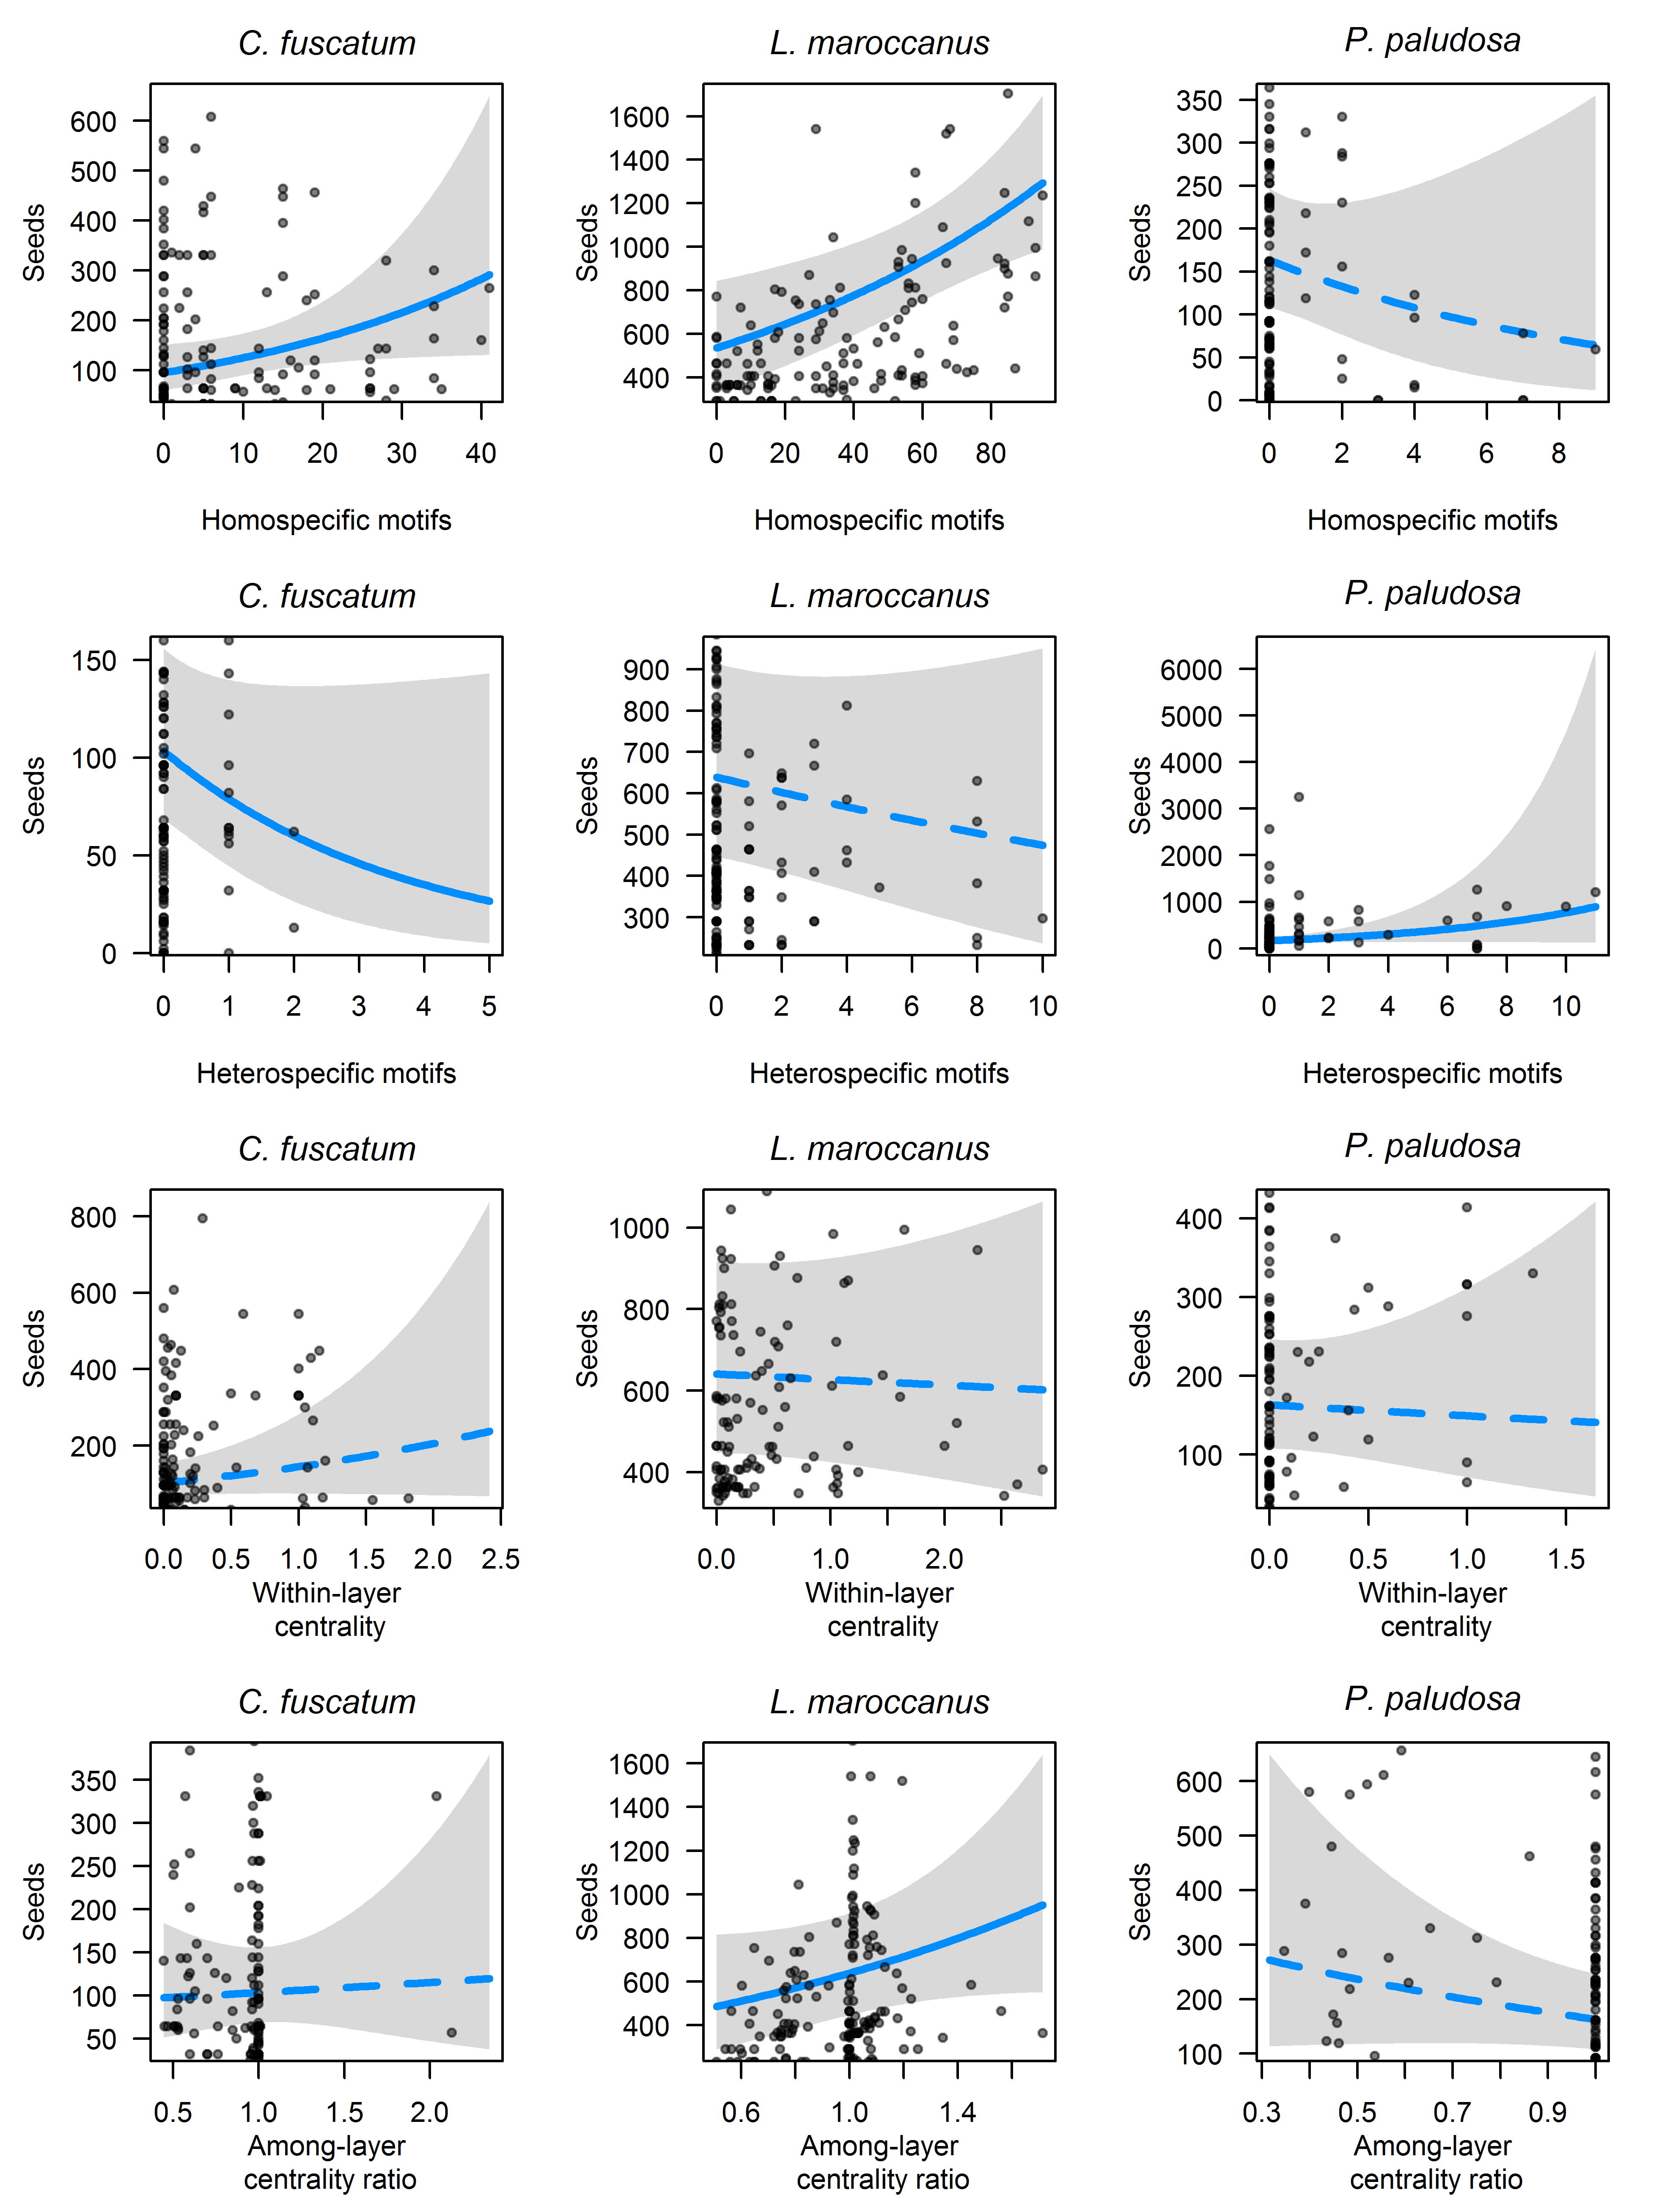 C. fuscatum L. maroccanus P. paludosa
Seeds Seeds Seeds
600 1600 350
500 1400 300
400 1200 250
300 1000 200
200 800 150
100 600 100
400 50
0
0 10 20 30 40 0 20 40 60 80 0 2 4 6 8
Homospecific motifs Homospecific motifs Homospecific motifs
C. fuscatum L. maroccanus P. paludosa
Seeds Seeds Seeds
150 900 6000
100 800 5000
50 700 4000
0 600 3000
500 2000
400 1000
300 0
0 1 2 3 4 5 0 2 4 6 8 10 0 2 4 6 8 10
Heterospecific motifs Heterospecific motifs Heterospecific motifs
C. fuscatum L. maroccanus P. paludosa
Seeds Seeds Seeds
800 1000 400
600 800 300
400 600 200
200 400 100
0.0 0.5 1.0 1.5 2.0 2.5 0.0 1.0 2.0 0.0 0.5 1.0 1.5
Within-layer Within-layer Within-layer
centrality centrality centrality
C. fuscatum L. maroccanus P. paludosa
Seeds Seeds Seeds
350 1600 600
300 1400 500
250 1200 400
200 1000 300
150 800 200
100 600 100
50 400
0.5 1.0 1.5 2.0 0.6 1.0 1.4 0.3 0.5 0.7 0.9
Among-layer Among-layer Among-layer
centrality ratio centrality ratio centrality ratio